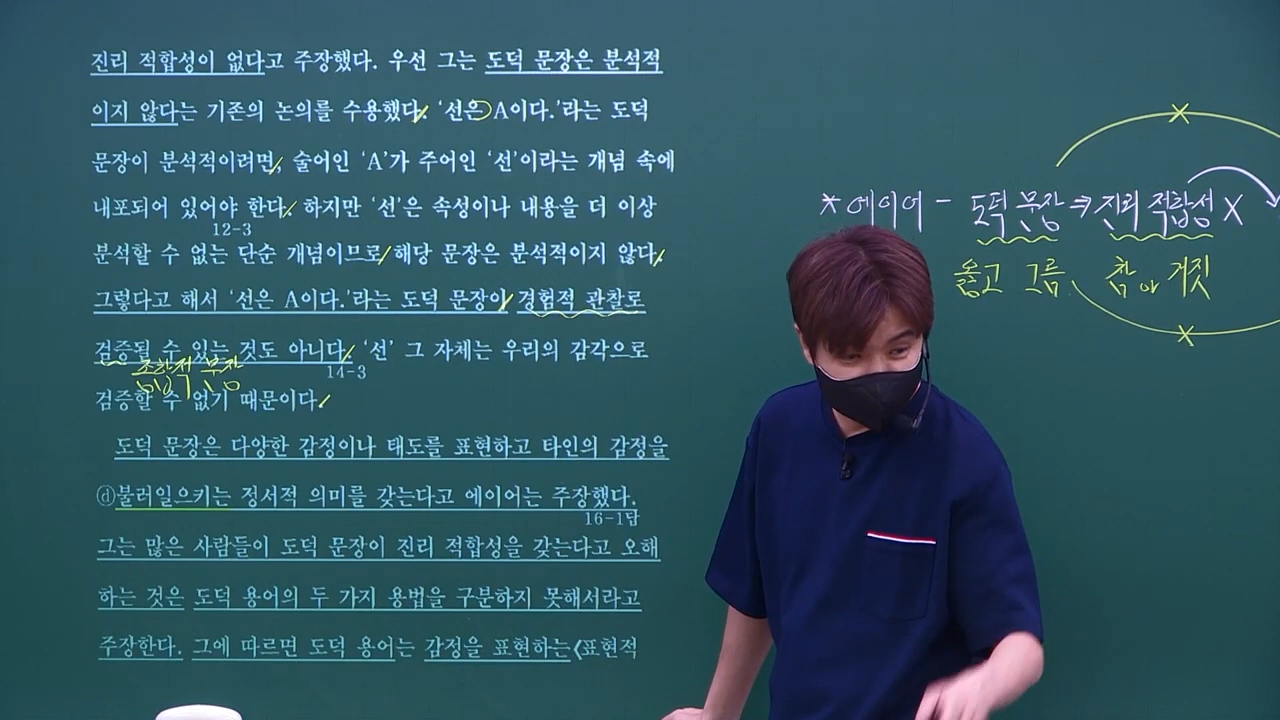 진리 적합성이 없다고 주장했다. 우선 그는 도덕 문장은 분석적
이지 않다는 기존의 논의를 수용했다. ‘선은 A이다.’라는 도덕
문장이 분석적이려면, 술어인 ‘A’가 주어인 ‘선’이라는 개념 속에
내포되어 있어야 한다. 하지만 ‘선’은 속성이나 내용을 더 이상
12-3
분석할 수 없는 단순 개념이므로 해당 문장은 분석적이지 않다.
그렇다고 해서 ‘선은 A이다.’라는 도덕 문장이 경험적 관찰로
검증될 수 있는 것도 아니다. ‘선’ 그 자체는 우리의 감각으로
14-3
종합적 문장
검증할 수 없기 때문이다.
도덕 문장은 다양한 감정이나 태도를 표현하고 타인의 감정을
ⓓ불러일으키는 정서적 의미를 갖는다고 에이어는 주장했다.
16-1답
그는 많은 사람들이 도덕 문장이 진리 적합성을 갖는다고 오해
하는 것은 도덕 용어의 두 가지 용법을 구분하지 못해서라고
주장한다. 그에 따르면 도덕 용어는 감정을 표현하는 〈표현적
* 에이어 - 도덕 문장 ⇒ 진리 적합성 X
옳고 그름 참 or 거짓